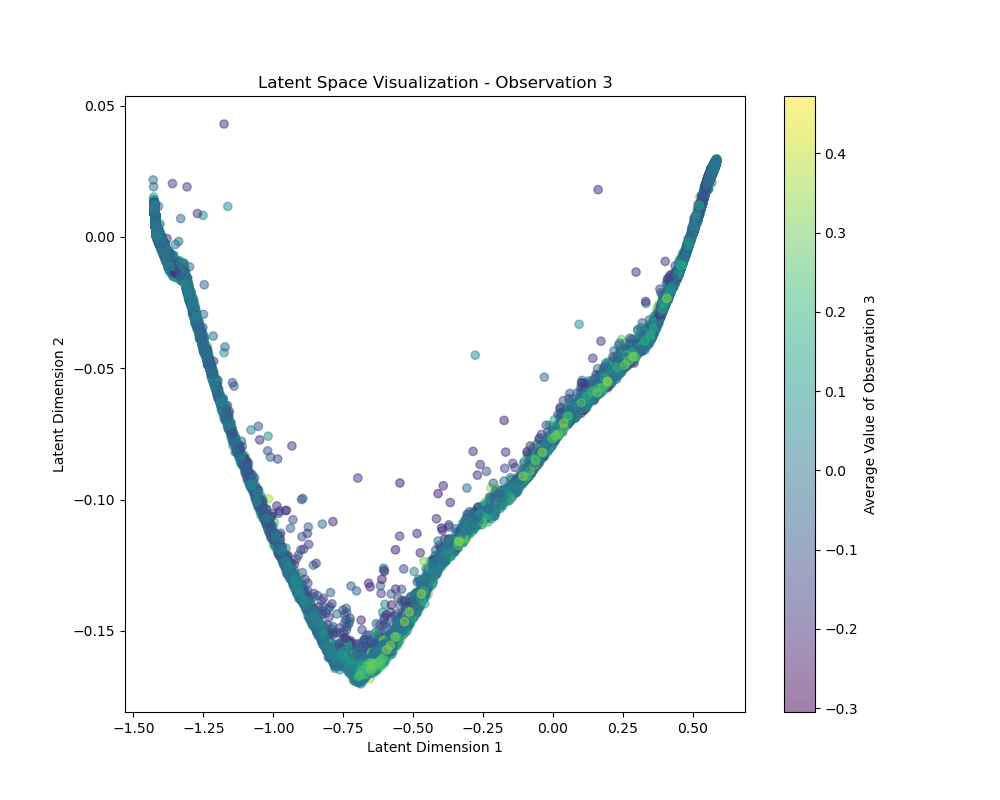 Latent Space Visualization - Observation 3
0.05
0.00
−0.05
−0.10
−0.15
Latent Dimension 2
−1.50 −1.25 −1.00 −0.75 −0.50 −0.25 0.00 0.25 0.50
Latent Dimension 1
0.4
0.3
0.2
0.1
0.0
−0.1
−0.2
−0.3
Average Value of Observation 3